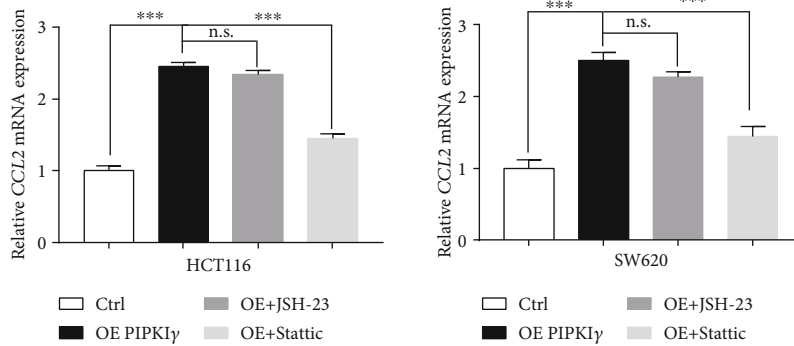 Relative CCL2 mRNA expression
3
2
1
0
***
***
n.s.
HCT116
Ctrl
OE+JSH-23
OE PIPKIγ
OE+Stattic
Relative CCL2 mRNA expression
3
2
1
0
***
***
n.s.
SW620
Ctrl
OE+JSH-23
OE PIPKIγ
OE+Stattic